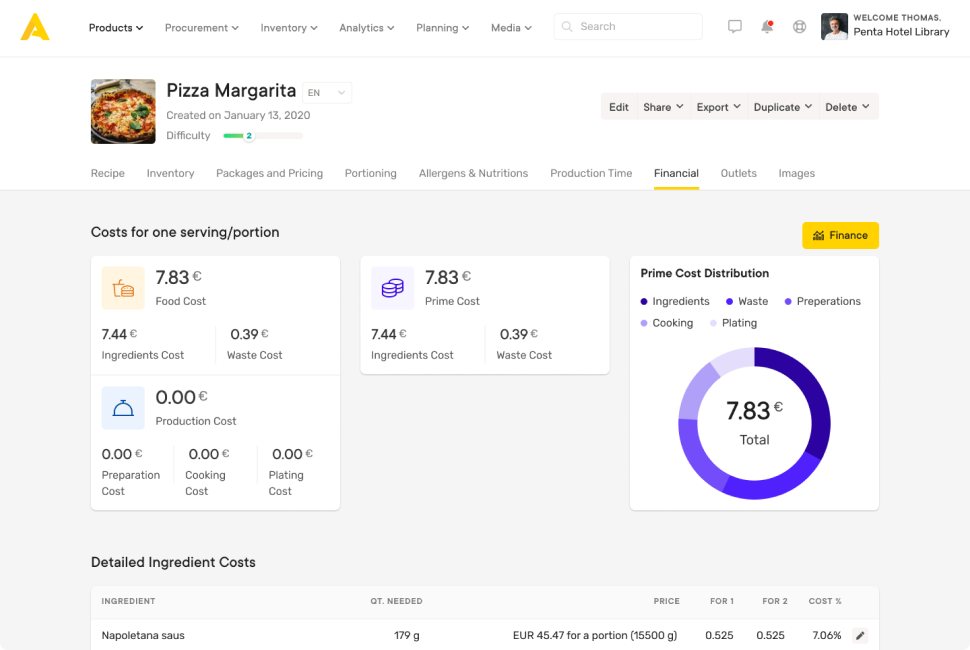 Products Procurement Inventory Analytics Planning Media Search WELCOME THOMAS,
Penta Hotel Library
Pizza Margarita EN
Created on January 13, 2020
Difficulty 2
Edit Share Export Duplicate Delete
Recipe Inventory Packages and Pricing Portioning Allergens & Nutritions Production Time Financial Outlets Images
Costs for one serving/portion
Finance
7.83 €
Food Cost
7.44 € 0.39 €
Ingredients Cost Waste Cost
0.00 €
Production Cost
0.00 € 0.00 € 0.00 €
Preparation Cooking Plating
Cost Cost Cost
7.83 €
Prime Cost
7.44 € 0.39 €
Ingredients Cost Waste Cost
Prime Cost Distribution
Ingredients Waste Preperations
Cooking Plating
7.83 €
Total
Detailed Ingredient Costs
INGREDIENT QT. NEEDED PRICE FOR 1 FOR 2 COST %
Napoletana saus 179 g EUR 45.47 for a portion (15500 g) 0.525 0.525 7.06%